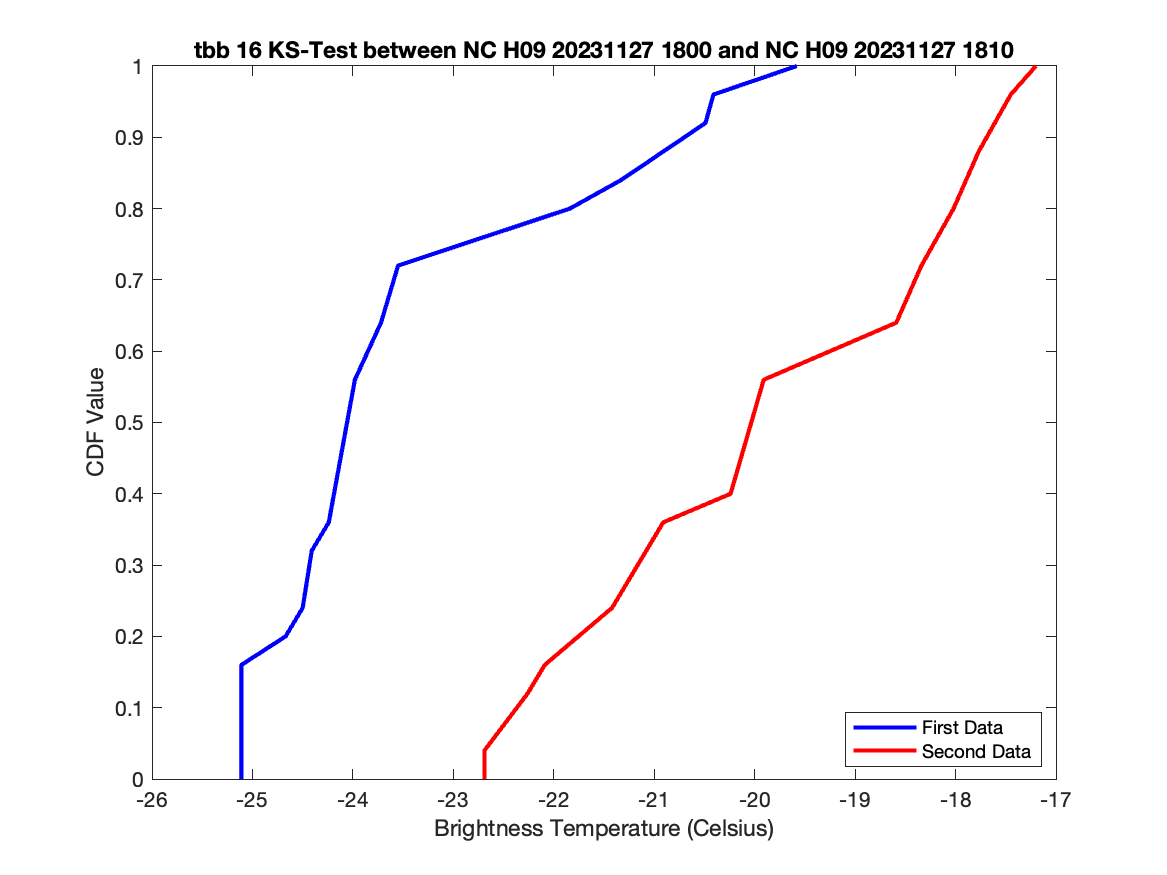 tbb 16 KS-Test between NC H09 20231127 1800 and NC H09 20231127 1810
1
0.9
0.8
0.7
0.6
0.5
0.4
0.3
0.2
0.1
0
CDF Value
First Data
Second Data
-26 -25 -24 -23 -22 -21 -20 -19 -18 -17
Brightness Temperature (Celsius)